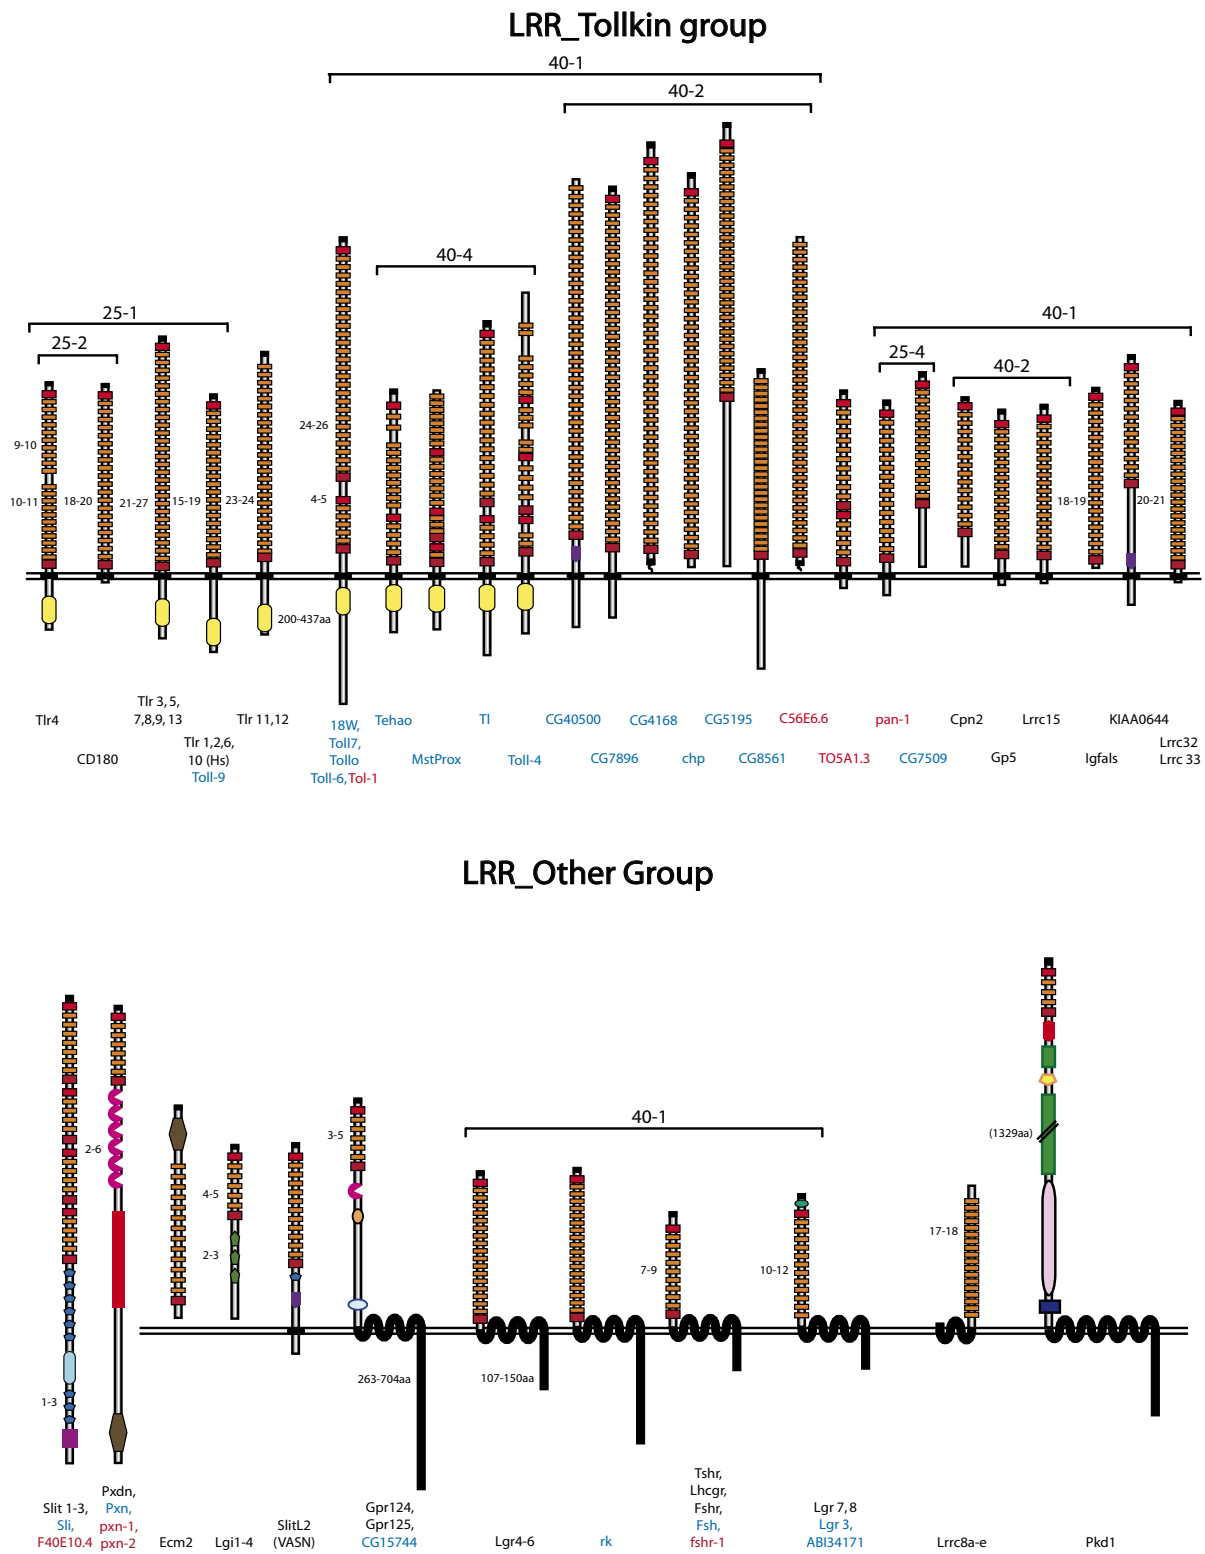 LRR_Tollkin group
40-1
40-2
40-4
25-1
25-2
40-1
25-4
40-2
9-10
10-11
18-20
21-27
15-19
23-24
24-26
4-5
200-437aa
18-19
20-21
Tlr4
CD180
Tlr 3, 5,
7,8,9, 13
Tlr 1,2,6,
10 (Hs)
Toll-9
Tlr 11,12
18W,
Toll7,
Tollo
Toll-6, Tol-1
Tehao
MstProx
Tl
Toll-4
CG40500
CG7896
CG4168
chp
CG5195
CG8561
C56E6.6
TO5A1.3
pan-1
CG7509
Cpn2
Gp5
Lrrc15
Igfals
KIAA0644
Lrrc32
Lrrc 33
LRR_Other Group
2-6
1-3
4-5
2-3
3-5
263-704aa
40-1
107-150aa
7-9
10-12
17-18
(1329aa)
Slit 1-3,
Sli,
F40E10.4
Pxdn,
Pxn,
pxn-1,
pxn-2
Ecm2
Lgi1-4
SlitL2
(VASN)
Gpr124,
Gpr125,
CG15744
Lgr4-6
rk
Tshr,
Lhcgr,
Fshr,
Fsh,
fshr-1
Lgr 7, 8
Lgr 3,
ABI34171
Lrrc8a-e
Pkd1